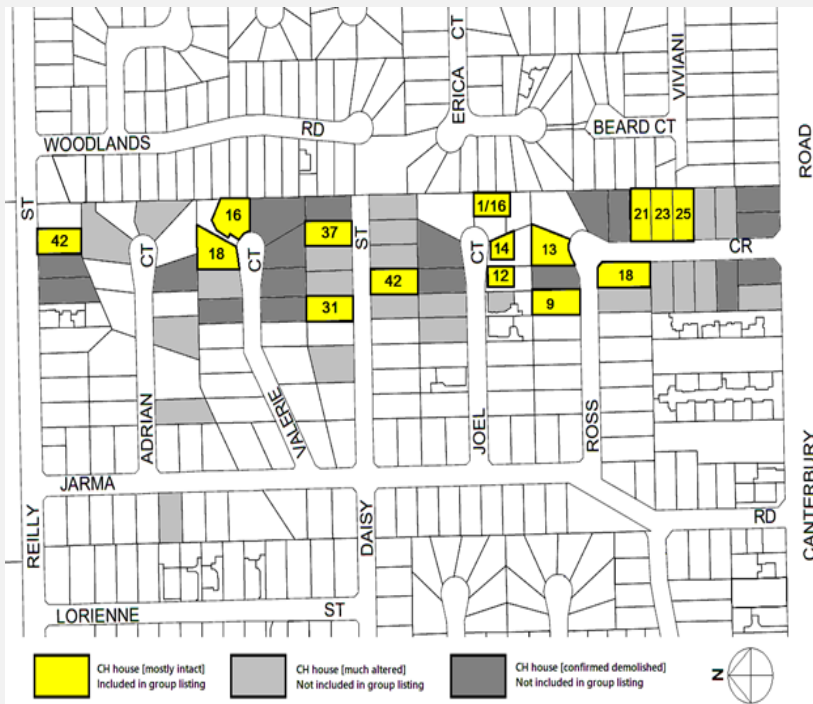 ERICA CT
VIVIANI
WOODLANDS RD
BEARD CT
ROAD
ST
16
1/16
21 23 25
42
18
CT
CT
37
ST
CT
14
13
CR
42
12
18
31
9
ADRIAN
VALERIE
JOEL
ROSS
JARMA
RD
REILLY
DAISY
CANTERBURY
LORIENNE ST
CH house [mostly intact]
Included in group listing
CH house [much altered]
Not included in group listing
CH house [confirmed demolished]
Not included in group listing
N